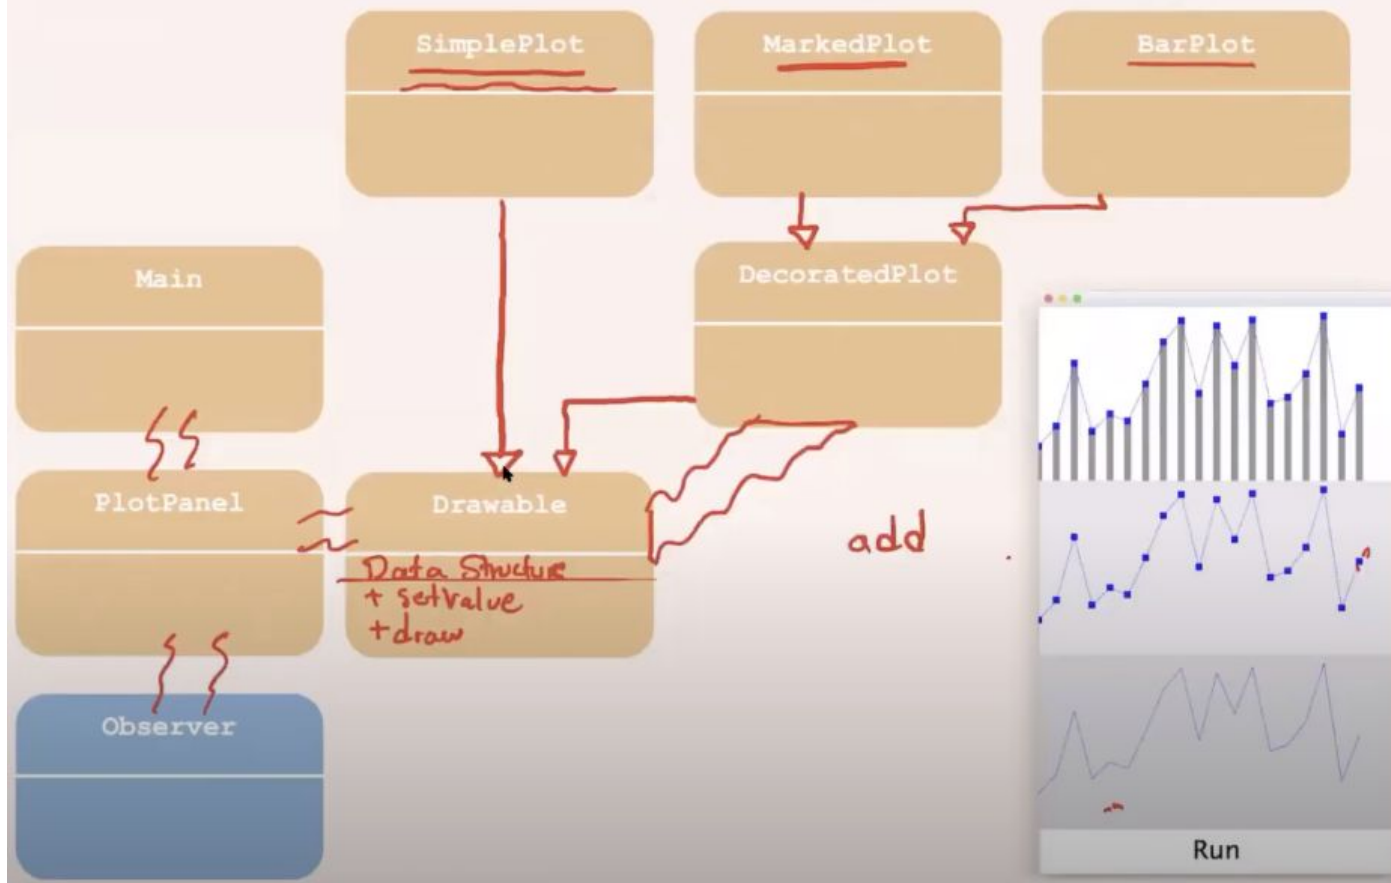 SimplePlot
MarkedPlot
BarPlot
Main
DecoratedPlot
PlotPanel
Drawable
Data Structure
+ setValue
+ draw
add
Observer
Run